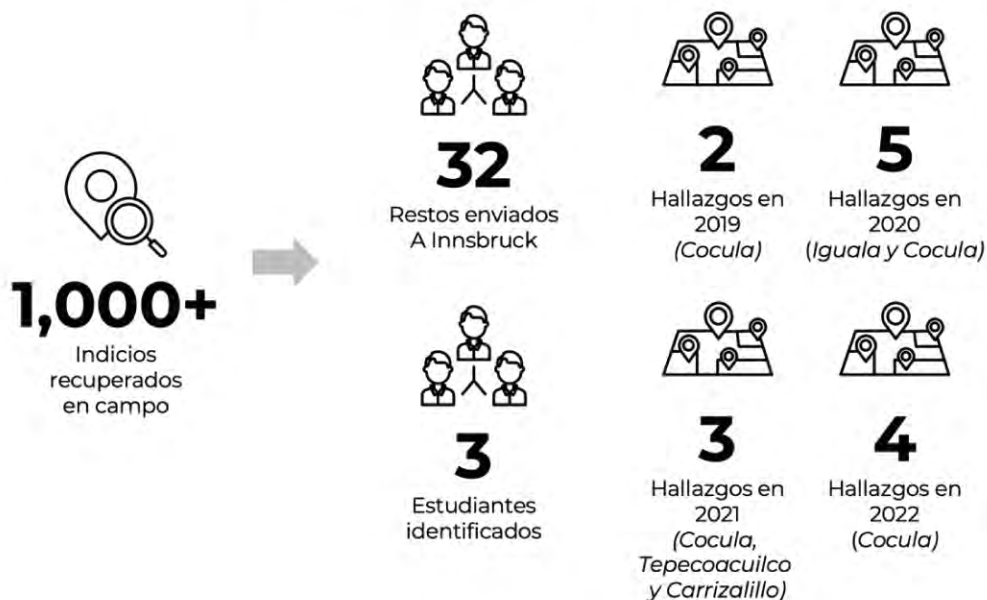 1,000+
Indicios
recuperados
en campo
32
Restos enviados
A Innsbruck
2
Hallazgos en
2019
(Cocula)
5
Hallazgos en
2020
(Iguala y Cocula)
3
Estudiantes
identificados
3
Hallazgos en
2021
(Cocula,
Tepecoacuilco
y Carrizalillo)
4
Hallazgos en
2022
(Cocula)